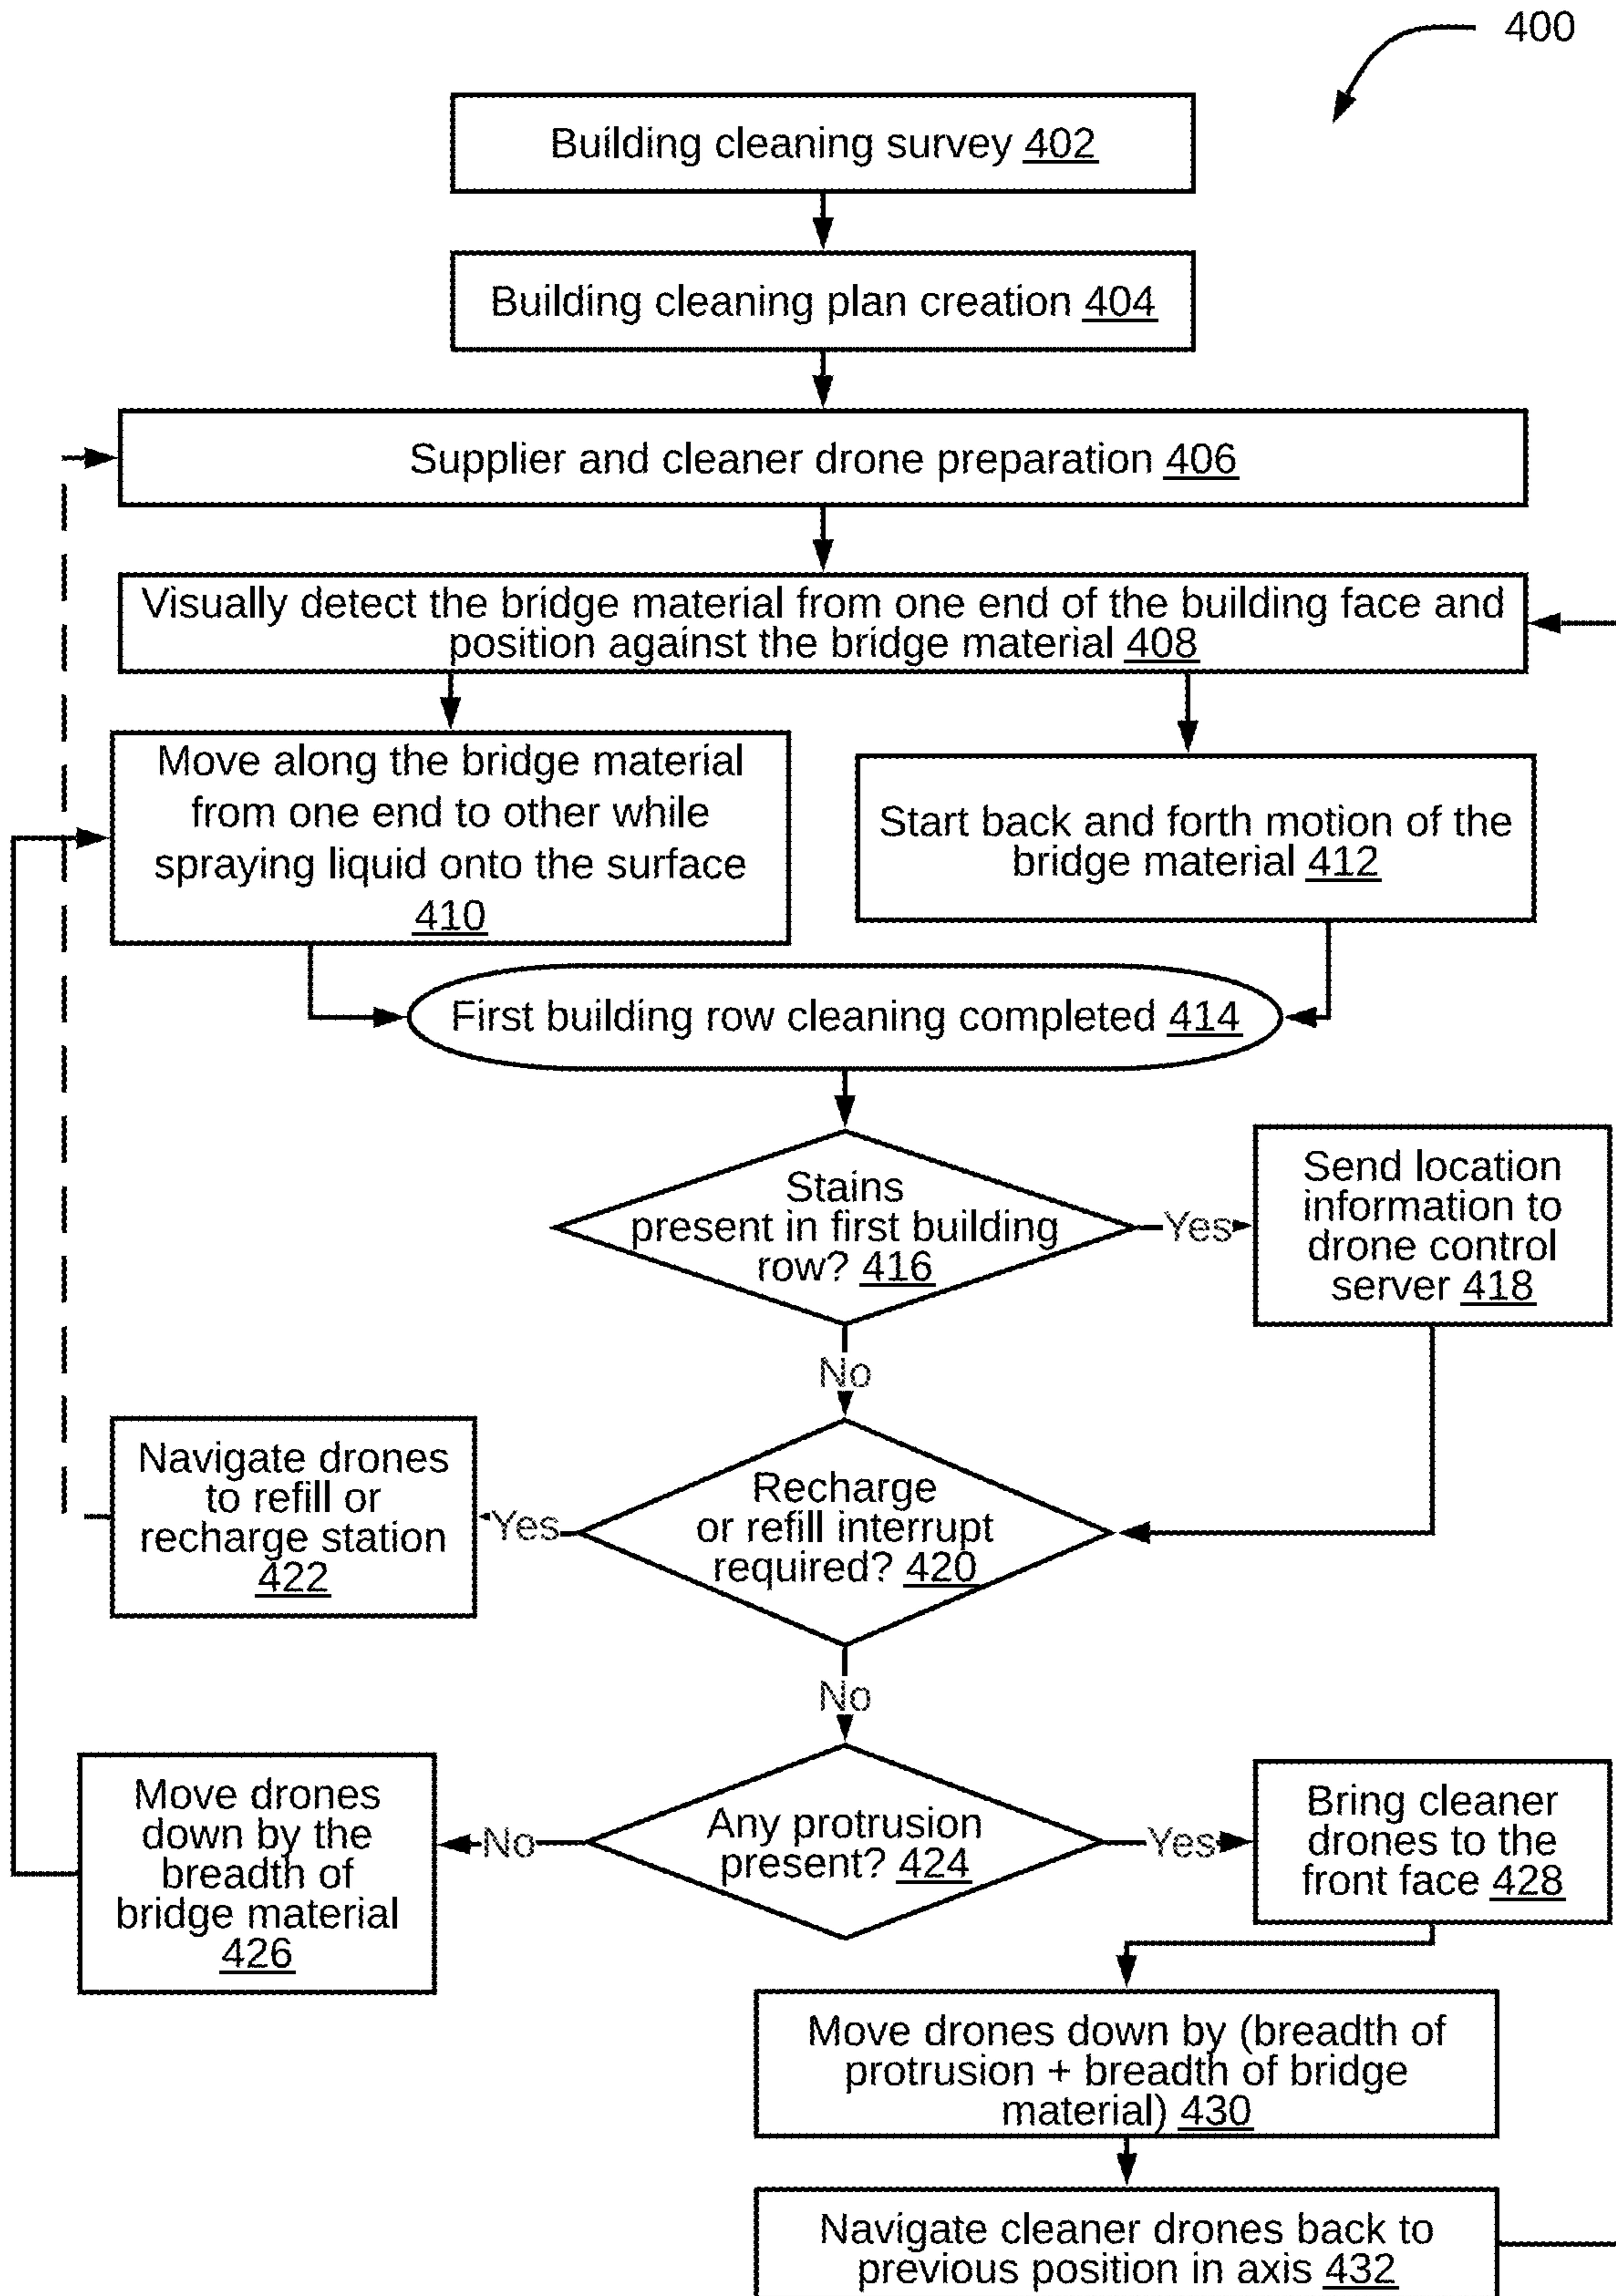 400
Building cleaning survey 402
Building cleaning plan creation 404
Supplier and cleaner drone preparation 406
Visually detect the bridge material from one end of the building face and
position against the bridge material 408
Move along the bridge material
from one end to other while
spraying liquid onto the surface
410
Start back and forth motion of the
bridge material 412
First building row cleaning completed 414
Stains
present in first building
row? 416
Yes
Send location
information to
drone control
server 418
No
Navigate drones
to refill or
recharge station
422
Yes
Recharge
or refill interrupt
required? 420
No
Move drones
down by the
breadth of
bridge material
426
No
Any protrusion
present? 424
Yes
Bring cleaner
drones to the
front face 428
Move drones down by (breadth of
protrusion + breadth of bridge
material) 430
Navigate cleaner drones back to
previous position in axis 432